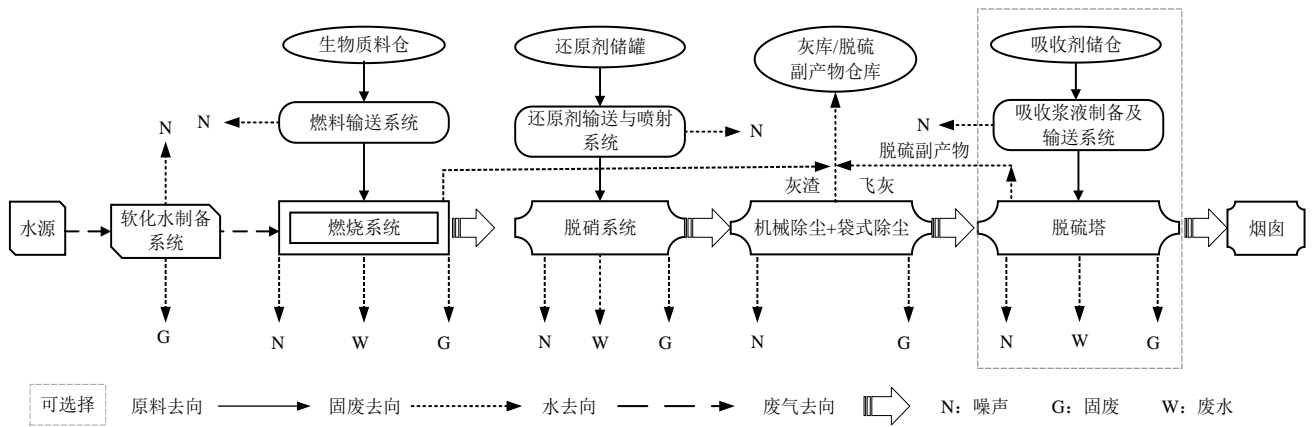 生物质料仓
还原剂储罐
灰库/脱硫
副产物仓库
吸收剂储仓
N
N
燃料输送系统
还原剂输送与喷射
系统
N
N
吸收浆液制备及
输送系统
脱硫副产物
灰渣
飞灰
水源
软化水制备
系统
燃烧系统
脱硝系统
机械除尘+袋式除尘
脱硫塔
烟囱
G
N
W
G
N
W
G
N
G
N
W
G
可选择
原料去向
固废去向
水去向
废气去向
N：噪声
G：固废
W：废水